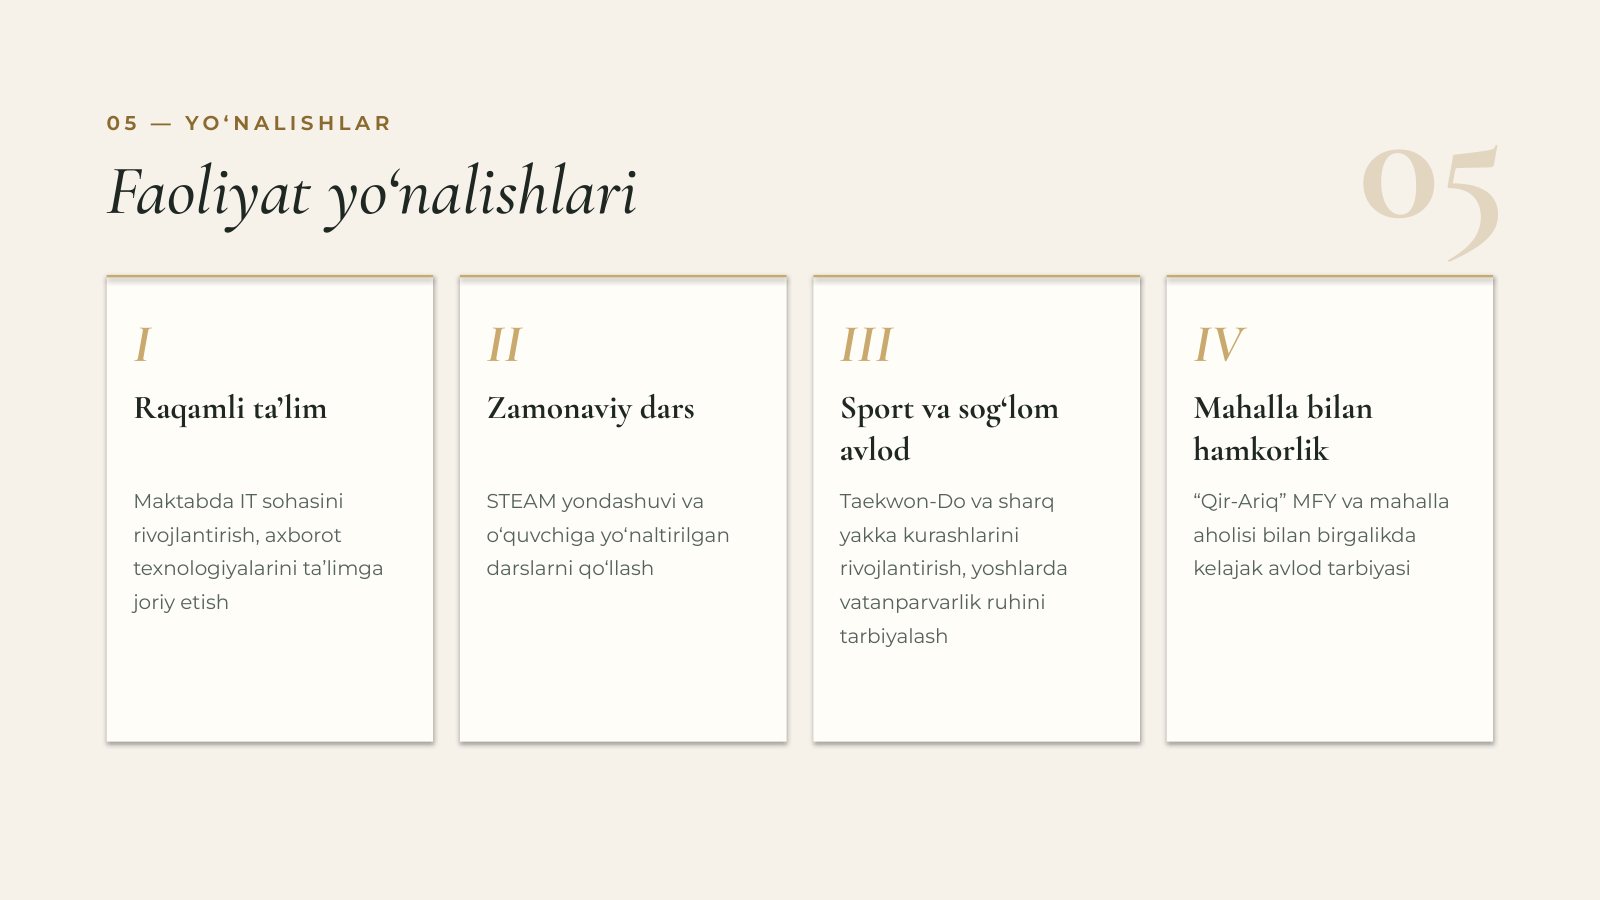 05 — YO‘NALISHLAR
Faoliyat yo‘nalishlari
05
I
Raqamli ta’lim
Maktabda IT sohasini
rivojlantirish, axborot
texnologiyalarini ta’limga
joriy etish
II
Zamonaviy dars
STEAM yondashuvi va
o‘quvchiga yo‘naltirilgan
darslarni qo‘llash
III
Sport va sog‘lom
avlod
Taekwon-Do va sharq
yakka kurashlarini
rivojlantirish, yoshlarda
vatanparvarlik ruhini
tarbiyalash
IV
Mahalla bilan
hamkorlik
“Qir-Ariq” MFY va mahalla
aholisi bilan birgalikda
kelajak avlod tarbiyasi